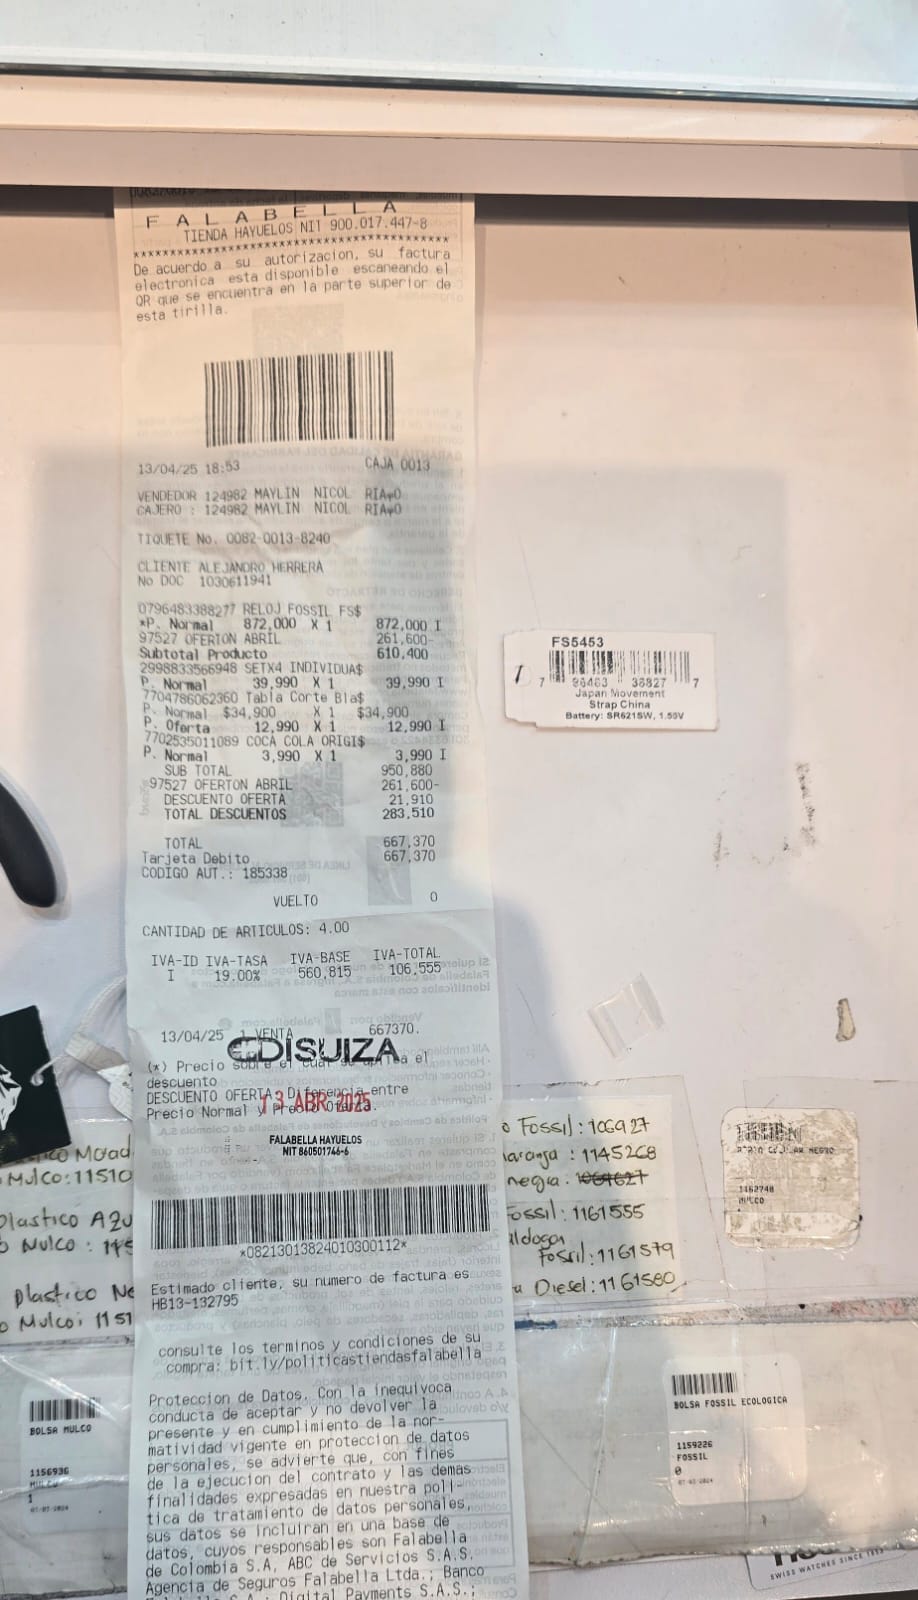 F A L A B E L L A
TIENDA HAYUELOS NIT 900.017.447-8
****************************************
De acuerdo a su autorizacion, su factura
electronica esta disponible escaneando el
QR que se encuentra en la parte superior de
esta tirilla.
13/04/25 18:53 CAJA 0013
VENDEDOR 124982 MAYLIN NICOL
CAJERO : 124982 MAYLIN NICOL
TIQUETE No. 0082-0013-8240
CLIENTE ALEJANDRO HERRERA
No DOC 1030611941
0796483388277 RELOJ FOSSIL FS$
*P. Normal 872,000 X 1 872,000 I
97527 OFERTON ABRIL 261,600-
Subtotal Producto 610,400
2998833566948 SETX4 INDIVIDUA$
P. Normal 39,990 X 1 39,990 I
7704786062360 Tabla Corte Bla$
P. Normal $34,900 X 1 $34,900
P. Oferta 12,990 X 1 12,990 I
7702535011089 COCA COLA ORIGI$
P. Normal 3,990 X 1 3,990 I
SUB TOTAL 950,880
97527 OFERTON ABRIL 261,600-
DESCUENTO OFERTA 21,910
TOTAL DESCUENTOS 283,510
TOTAL 667,370
Tarjeta Debito 667,370
CODIGO AUT.: 185338
VUELTO 0
CANTIDAD DE ARTICULOS: 4.00
IVA-ID IVA-TASA IVA-BASE IVA-TOTAL
I 19.00% 560,815 106,555
13/04/25 1 VENTA 667370.
EDISUIZA
(*) Precio sobre el cual se aplica el
descuento
DESCUENTO OFERTA: Diferencia entre
Precio Normal y Precio Oferta.
13 ABR 2025
FALABELLA HAYUELOS
NIT 860501746-6
*08213013824010300112*
Estimado cliente, su numero de factura es
HB13-132795
consulte los terminos y condiciones de su
compra: bit.ly/politicastiendasfalabella
Proteccion de Datos. Con la inequivoca
conducta de aceptar y no devolver la
presente y en cumplimiento de la nor-
matividad vigente en proteccion de datos
personales, se advierte que, con fines
de la ejecucion del contrato y las demas
finalidades expresadas en nuestra poli-
tica de tratamiento de datos personales,
sus datos se incluiran en una base de
datos, cuyos responsables son Falabella
de Colombia S.A, ABC de Servicios S.A.S.
Agencia de Seguros Falabella Ltda.; Banco
Digital Payments S.A.S.;
FS5453
7 96483 38827 7
Japan Movement
Strap China
Battery: SR621SW, 1.55V
Fossil: 106927
: 1145268
negra: 1061627
Fossil: 1161555
Fossil: 1161579
Diesel: 1161580
Mulco: 11510
Plastico Azu
Mulco :
Plastico Ne
Mulco: 1151
1162748
MULCO
BOLSA MULCO
1156936
1
BOLSA FOSSIL ECOLOGICA
1159226
FOSSIL
0
SWISS WATCHES SINCE